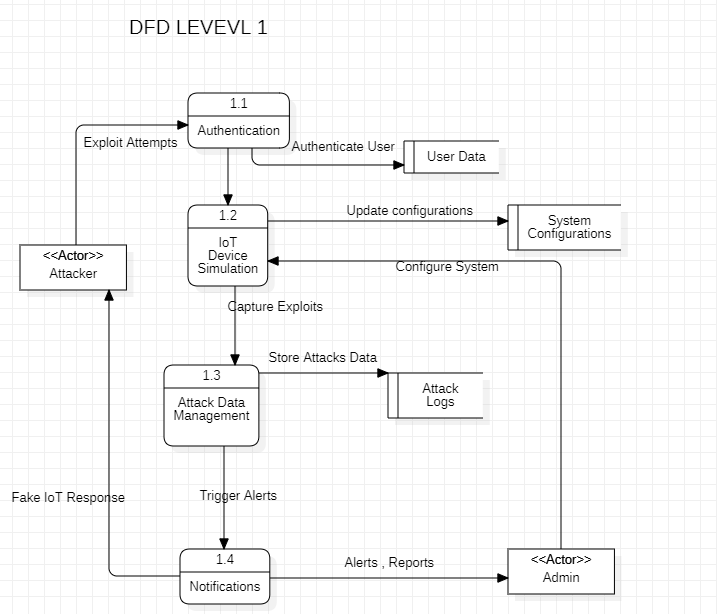 DFD LEVEVL 1
1.1
Authentication
Exploit Attempts
Authenticate User
User Data
1.2
IoT
Device
Simulation
Update configurations
System
Configurations
<<Actor>>
Attacker
Configure System
Capture Exploits
1.3
Attack Data
Management
Store Attacks Data
Attack
Logs
Fake IoT Response
Trigger Alerts
1.4
Notifications
Alerts , Reports
<<Actor>>
Admin